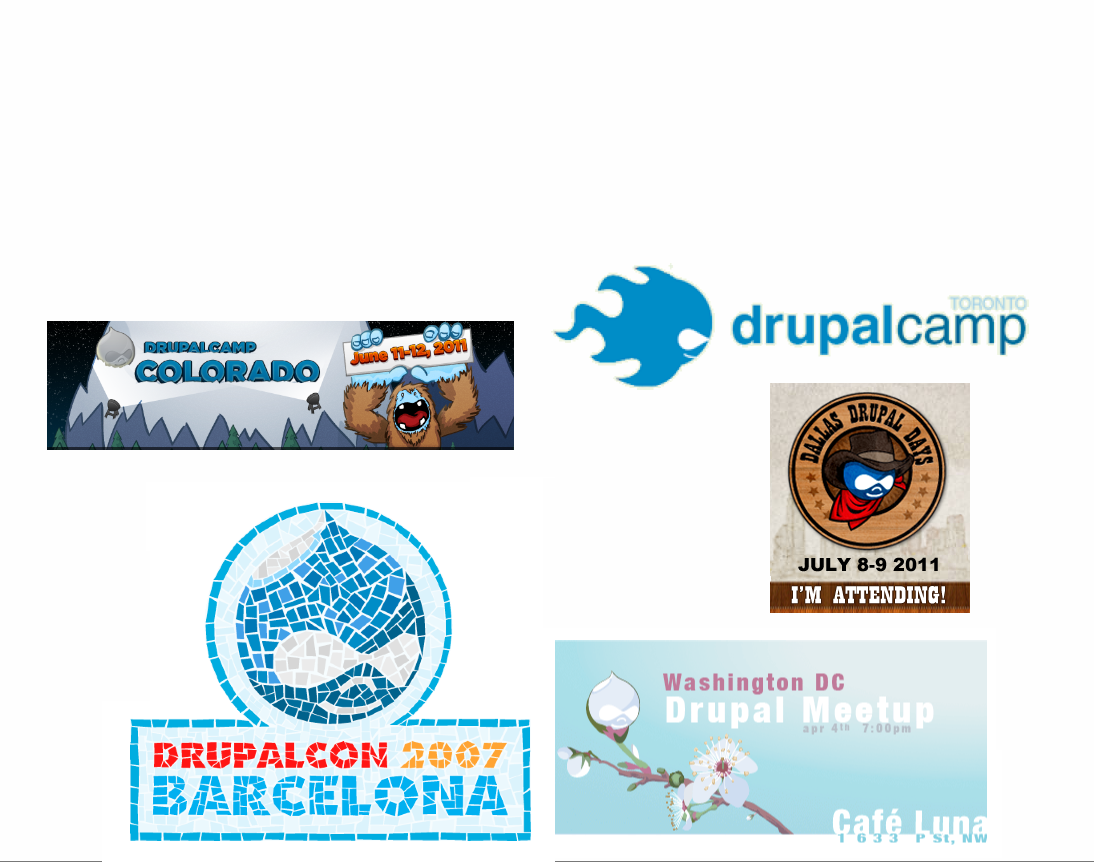 TORONTO
drupalcamp
DRUPALCAMP
COLORADO
June 11-12, 2011
DALLAS DRUPAL DAYS
JULY 8-9 2011
I'M ATTENDING!
DRUPALCON 2007
BARCELONA
Washington DC
Drupal Meetup
apr 4th 7:00pm
Café Luna
1633 P St, NW